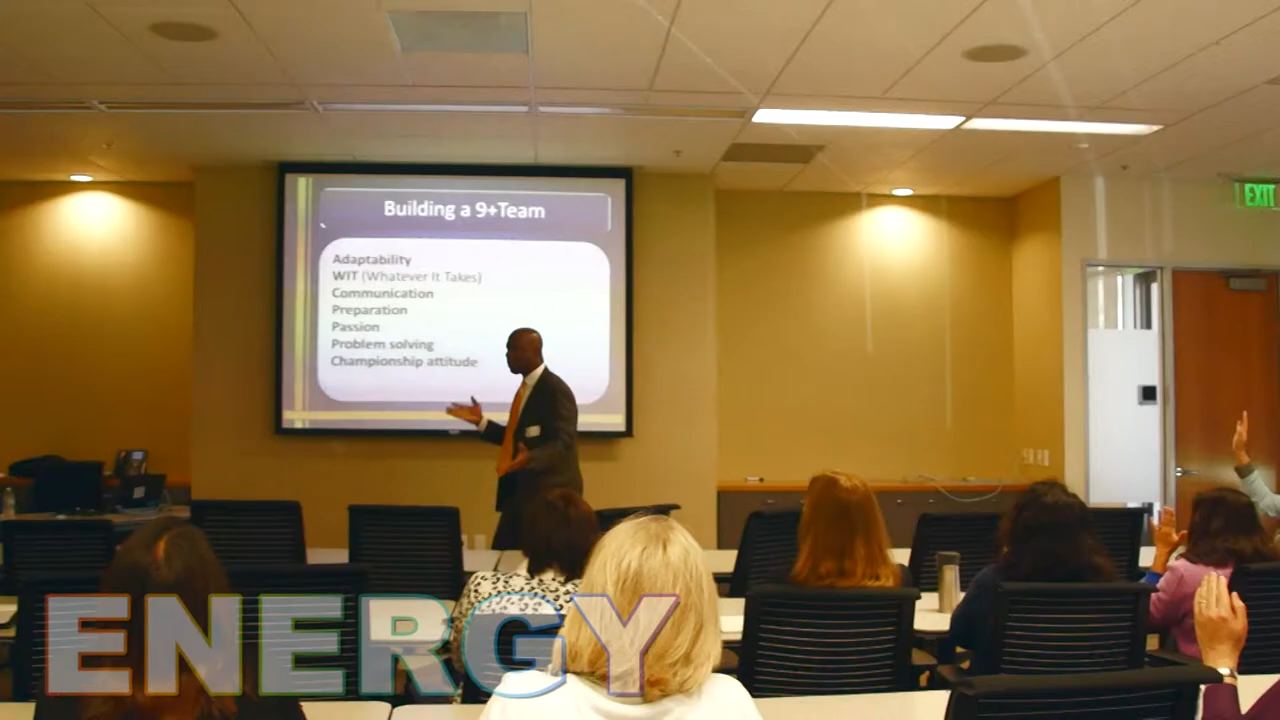 Building a 9+Team
Adaptability
WIT (Whatever It Takes)
Communication
Preparation
Passion
Problem solving
Championship attitude
EXIT
ENERGY